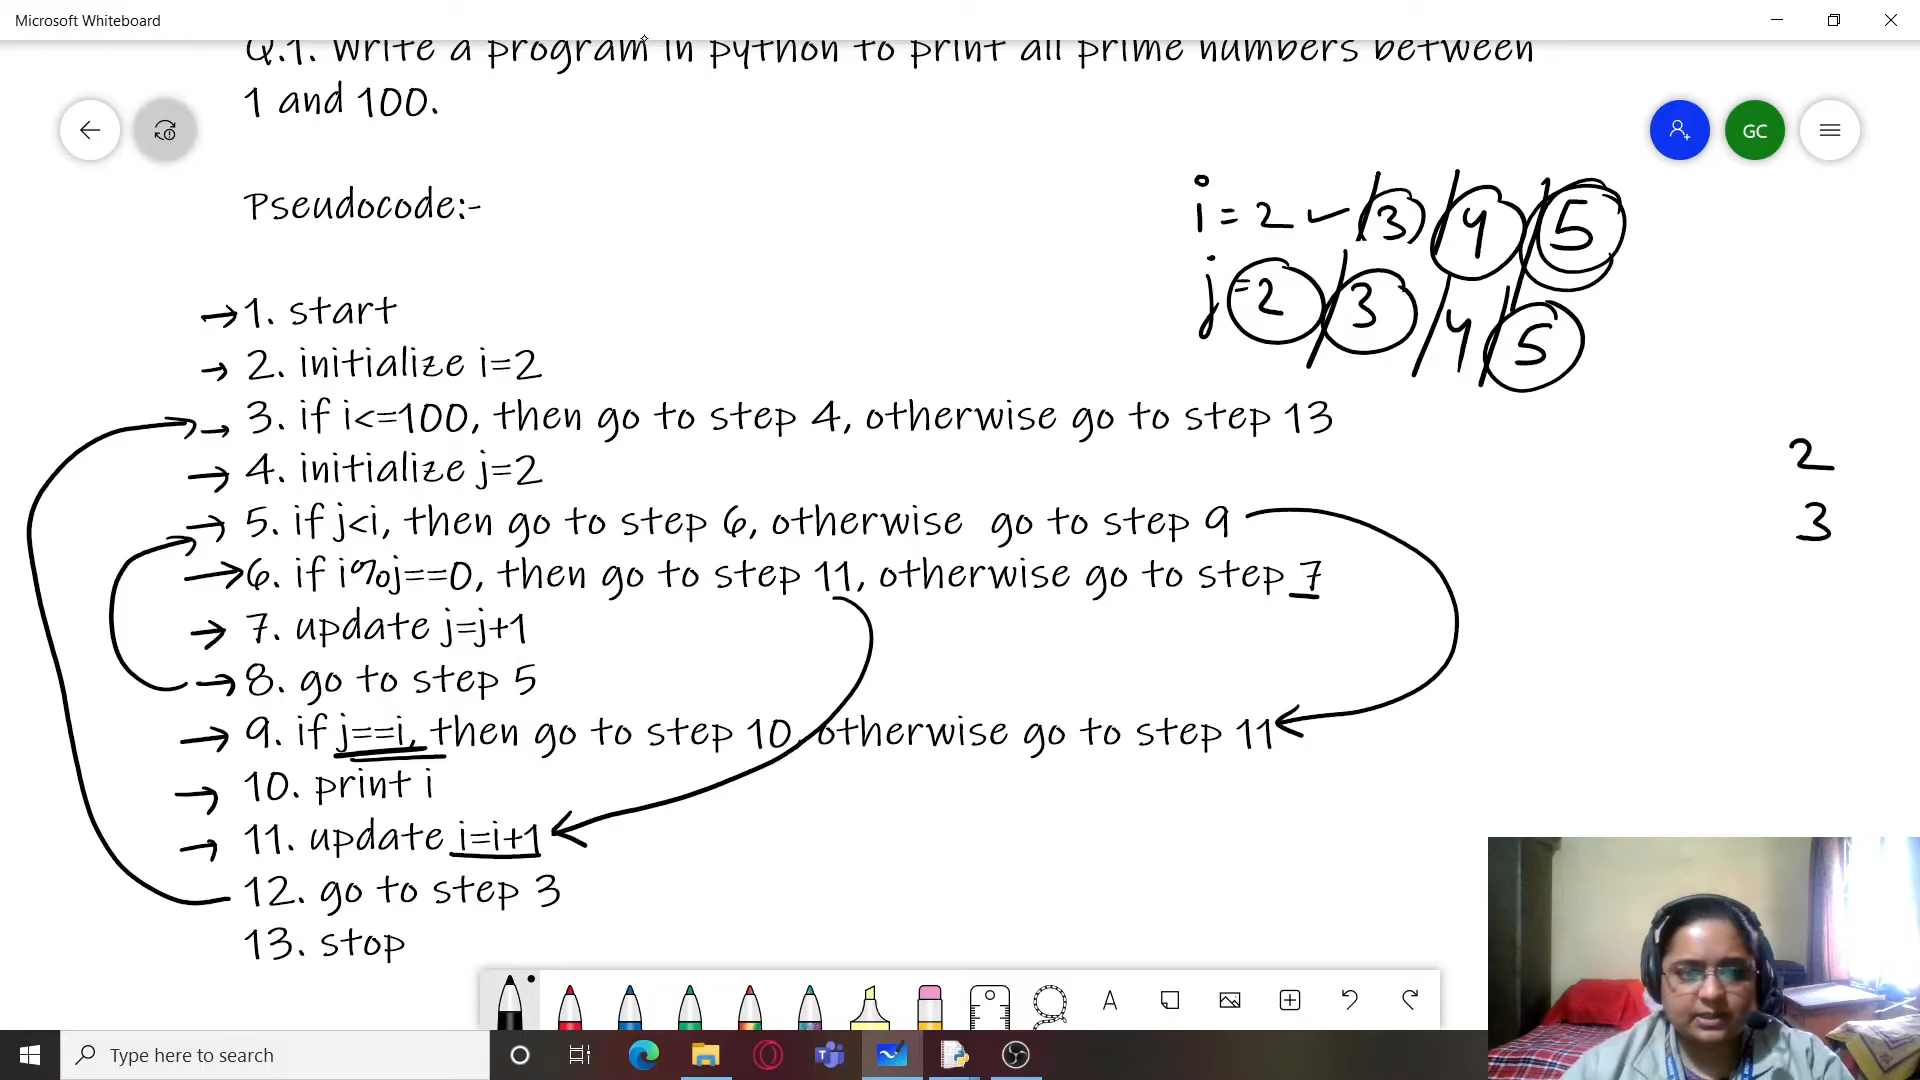 Microsoft Whiteboard
Q.1. Write a program in python to print all prime numbers between
1 and 100.
GC
Pseudocode:-
i = 2 3 4 5
j = 2 3 4 5
1. start
2. initialize i=2
3. if i<=100, then go to step 4, otherwise go to step 13
4. initialize j=2
2
5. if j<i, then go to step 6, otherwise go to step 9
3
6. if i%j==0, then go to step 11, otherwise go to step 7
7. update j=j+1
8. go to step 5
9. if j==i, then go to step 10, otherwise go to step 11
10. print i
11. update i=i+1
12. go to step 3
13. stop
A
Type here to search